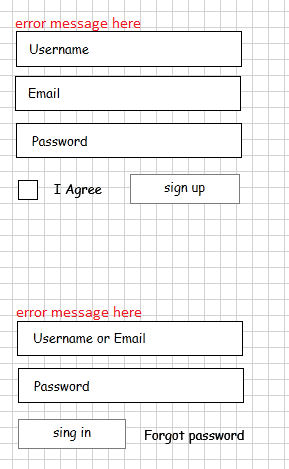 error message here
Username
Email
Password
I Agree
sign up
error message here
Username or Email
Password
sing in
Forgot password